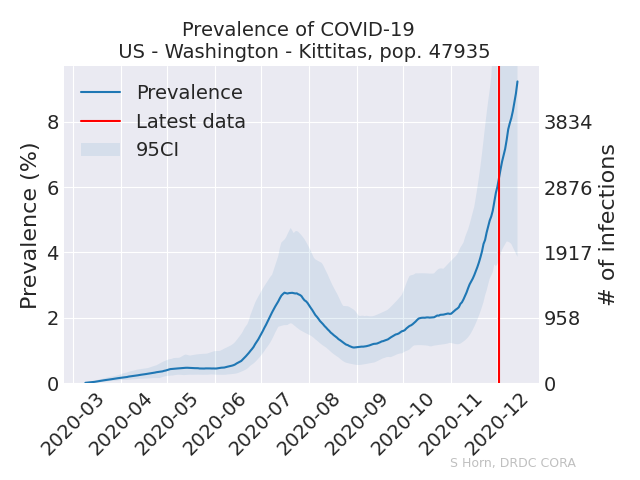 Prevalence of COVID-19
US - Washington - Kittitas, pop. 47935
Prevalence
Latest data
95CI
Prevalence (%)
8
6
4
2
0
3834
2876
1917
958
0
# of infections
2020-03
2020-04
2020-05
2020-06
2020-07
2020-08
2020-09
2020-10
2020-11
2020-12
S Horn, DRDC CORA